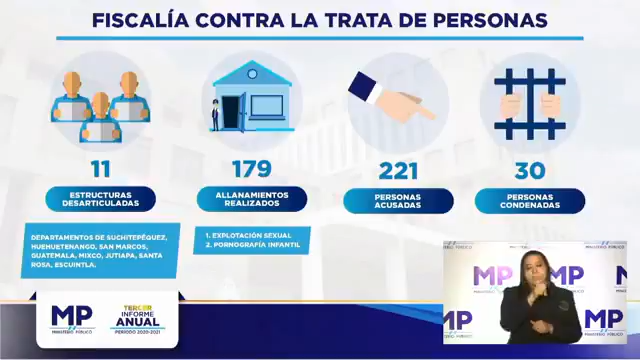 FISCALÍA CONTRA LA TRATA DE PERSONAS
11
ESTRUCTURAS
DESARTICULADAS
179
ALLANAMIENTOS
REALIZADOS
221
PERSONAS
ACUSADAS
30
PERSONAS
CONDENADAS
DEPARTAMENTOS DE SUCHITEPÉQUEZ,
HUEHUETENANGO, SAN MARCOS,
GUATEMALA, MIXCO, JUTIAPA, SANTA
ROSA, ESCUINTLA.
1. EXPLOTACIÓN SEXUAL
2. PORNOGRAFÍA INFANTIL
MP
MINISTERIO PÚBLICO
TERCER
INFORME
ANUAL
PERIODO 2020-2021
MP
MP
MP
MP